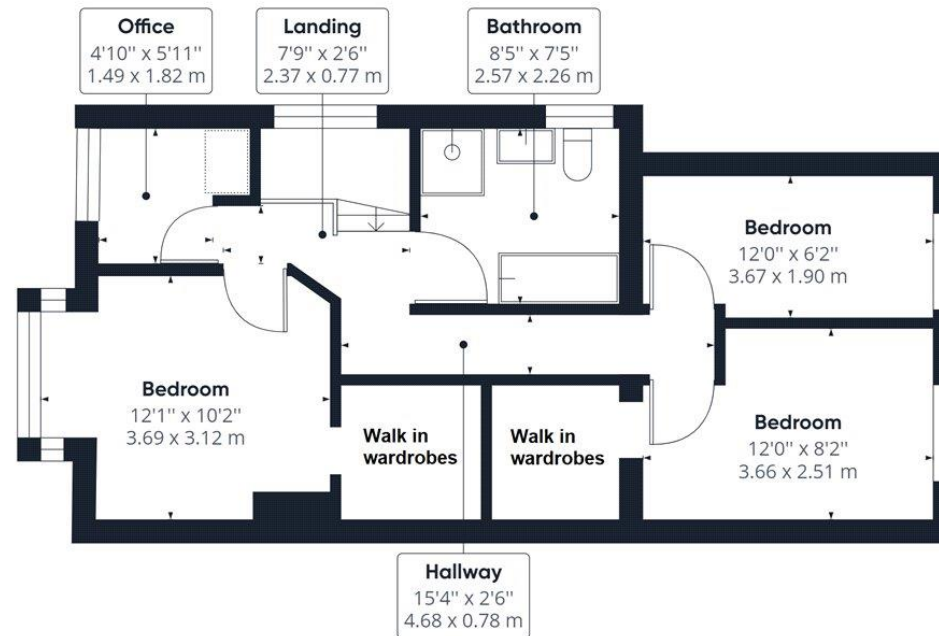 Office
4'10" x 5'11"
1.49 x 1.82 m
Landing
7'9" x 2'6"
2.37 x 0.77 m
Bathroom
8'5" x 7'5"
2.57 x 2.26 m
Bedroom
12'0" x 6'2"
3.67 x 1.90 m
Bedroom
12'1" x 10'2"
3.69 x 3.12 m
Walk in
wardrobes
Walk in
wardrobes
Bedroom
12'0" x 8'2"
3.66 x 2.51 m
Hallway
15'4" x 2'6"
4.68 x 0.78 m